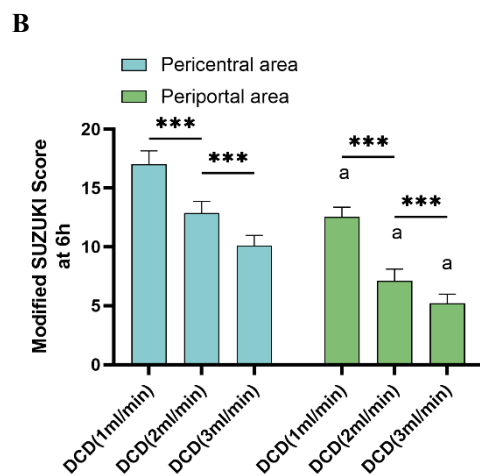 B
Pericentral area
Periportal area
Modified SUZUKI Score
at 6h
20
15
10
5
0
***
***
***
***
a
a
a
DCD(1ml/min)
DCD(2ml/min)
DCD(3ml/min)
DCD(1ml/min)
DCD(2ml/min)
DCD(3ml/min)